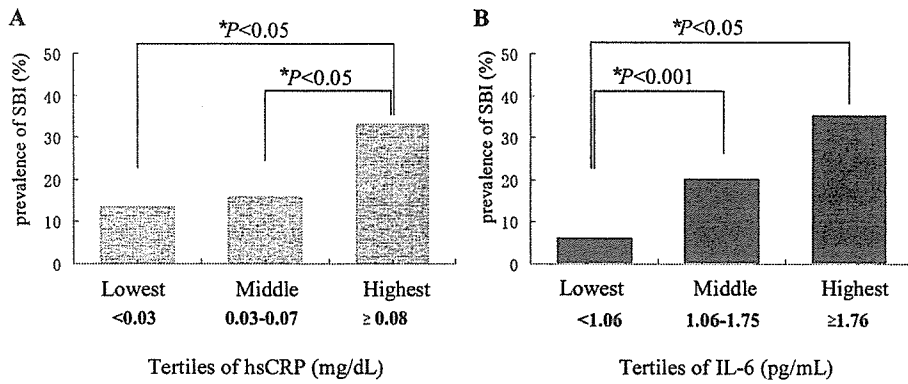 A
*P<0.05
*P<0.05
prevalence of SBI (%)
50
40
30
20
10
0
Lowest Middle Highest
<0.03 0.03-0.07 ≥ 0.08
Tertiles of hsCRP (mg/dL)
B
*P<0.05
*P<0.001
prevalence of SBI (%)
50
40
30
20
10
0
Lowest Middle Highest
<1.06 1.06-1.75 ≥1.76
Tertiles of IL-6 (pg/mL)